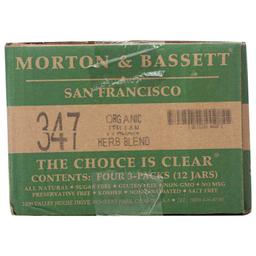 MORTON & BASSETT
SAN FRANCISCO
347
ORGANIC
ITALIAN
HERB BLEND
THE CHOICE IS CLEAR®
CONTENTS: FOUR 3-PACKS (12 JARS)
ALL NATURAL • SUGAR FREE • GLUTEN FREE • NON-GMO • NO MSG
PRESERVATIVE FREE • KOSHER • NON-IRRADIATED • SALT FREE